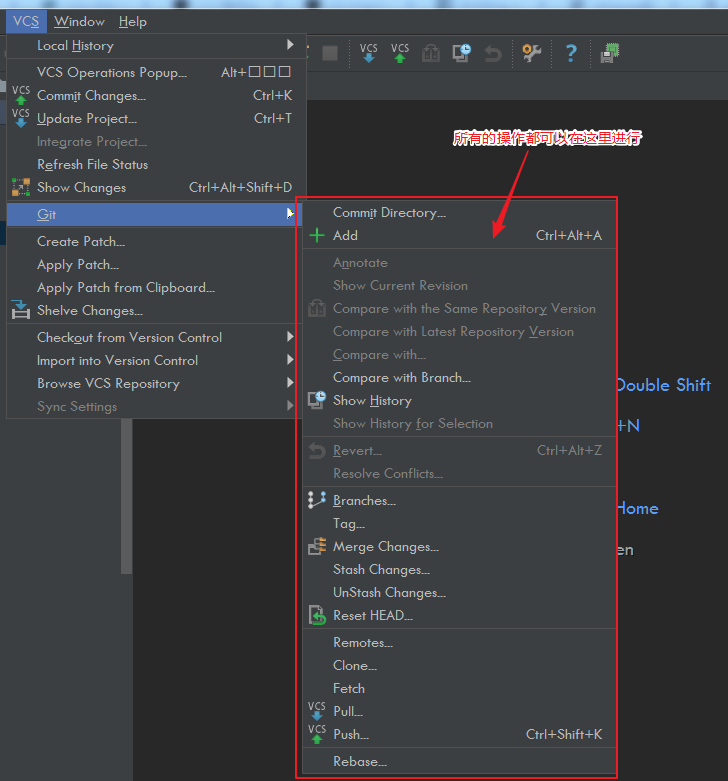 VCS Window Help
Local History
VCS Operations Popup... Alt+□□□
Commit Changes... Ctrl+K
Update Project... Ctrl+T
Integrate Project...
Refresh File Status
Show Changes Ctrl+Alt+Shift+D
Git
Create Patch...
Apply Patch...
Apply Patch from Clipboard...
Shelve Changes...
Checkout from Version Control
Import into Version Control
Browse VCS Repository
Sync Settings
VCS
VCS
VCS
VCS
所有的操作都可以在这里进行
Commit Directory...
Add Ctrl+Alt+A
Annotate
Show Current Revision
Compare with the Same Repository Version
Compare with Latest Repository Version
Compare with...
Compare with Branch...
Show History
Show History for Selection
Revert... Ctrl+Alt+Z
Resolve Conflicts...
Branches...
Tag...
Merge Changes...
Stash Changes...
UnStash Changes...
Reset HEAD...
Remotes...
Clone...
Fetch
VCS Pull...
VCS Push... Ctrl+Shift+K
Rebase...
Double Shift
+N
Home
en